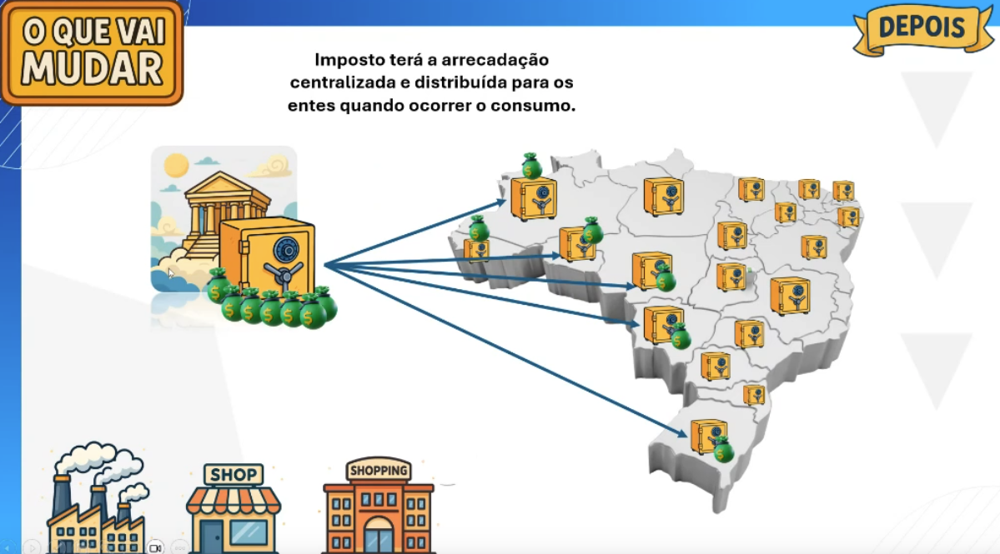 O QUE VAI
MUDAR
DEPOIS
Imposto terá a arrecadação
centralizada e distribuída para os
entes quando ocorrer o consumo.
$
$
$
$
$
$
$
$
$
$
$
$
SHOP
SHOPPING